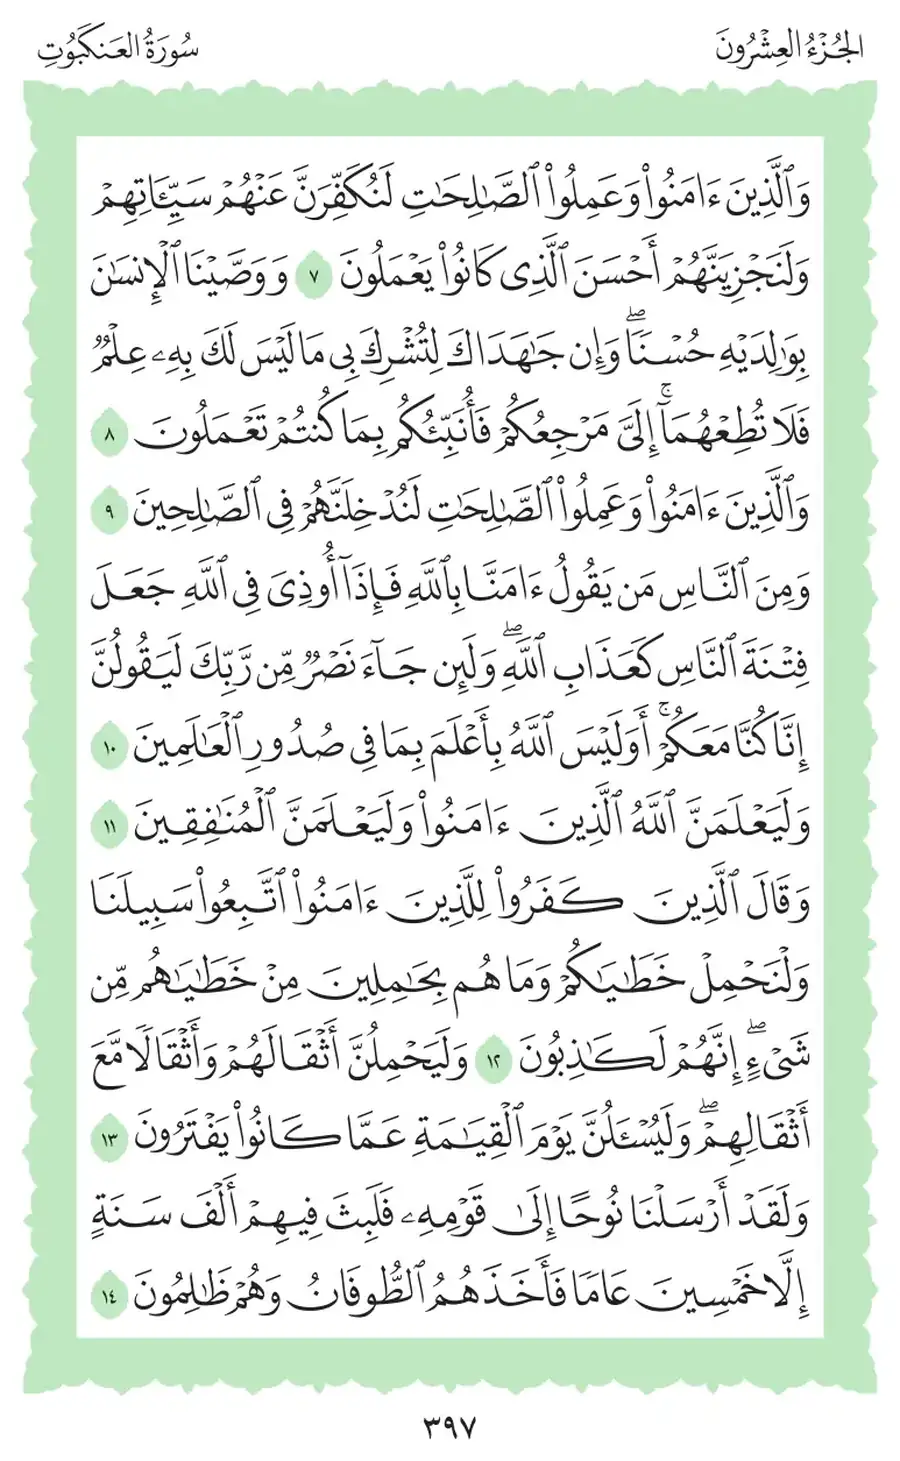 الجُزْءُ العِشْرُونَ
سُورَةُ العَنكَبُوتِ
وَٱلَّذِينَ ءَامَنُواْ وَعَمِلُواْ ٱلصَّٰلِحَٰتِ لَنُكَفِّرَنَّ عَنْهُمْ سَيِّـَٔاتِهِمْ
وَلَنَجْزِيَنَّهُمْ أَحْسَنَ ٱلَّذِى كَانُواْ يَعْمَلُونَ ٧ وَوَصَّيْنَا ٱلْإِنسَٰنَ
بِوَٰلِدَيْهِ حُسْنًاۖ وَإِن جَٰهَدَاكَ لِتُشْرِكَ بِى مَا لَيْسَ لَكَ بِهِۦ عِلْمٌ
فَلَا تُطِعْهُمَآۚ إِلَىَّ مَرْجِعُكُمْ فَأُنَبِّئُكُم بِمَا كُنتُمْ تَعْمَلُونَ ٨
وَٱلَّذِينَ ءَامَنُواْ وَعَمِلُواْ ٱلصَّٰلِحَٰتِ لَنُدْخِلَنَّهُمْ فِى ٱلصَّٰلِحِينَ ٩
وَمِنَ ٱلنَّاسِ مَن يَقُولُ ءَامَنَّا بِٱللَّهِ فَإِذَآ أُوذِىَ فِى ٱللَّهِ جَعَلَ
فِتْنَةَ ٱلنَّاسِ كَعَذَابِ ٱللَّهِۖ وَلَئِن جَآءَ نَصْرٌ مِّن رَّبِّكَ لَيَقُولُنَّ
إِنَّا كُنَّا مَعَكُمْۚ أَوَلَيْسَ ٱللَّهُ بِأَعْلَمَ بِمَا فِى صُدُورِ ٱلْعَٰلَمِينَ ١٠
وَلَيَعْلَمَنَّ ٱللَّهُ ٱلَّذِينَ ءَامَنُواْ وَلَيَعْلَمَنَّ ٱلْمُنَٰفِقِينَ ١١
وَقَالَ ٱلَّذِينَ كَفَرُواْ لِلَّذِينَ ءَامَنُواْ ٱتَّبِعُواْ سَبِيلَنَا
وَلْنَحْمِلْ خَطَٰيَٰكُمْ وَمَا هُم بِحَٰمِلِينَ مِنْ خَطَٰيَٰهُم مِّن
شَىْءٍۖ إِنَّهُمْ لَكَٰذِبُونَ ١٢ وَلَيَحْمِلُنَّ أَثْقَالَهُمْ وَأَثْقَالًا مَّعَ
أَثْقَالِهِمْۖ وَلَيُسْـَٔلُنَّ يَوْمَ ٱلْقِيَٰمَةِ عَمَّا كَانُواْ يَفْتَرُونَ ١٣
وَلَقَدْ أَرْسَلْنَا نُوحًا إِلَىٰ قَوْمِهِۦ فَلَبِثَ فِيهِمْ أَلْفَ سَنَةٍ
إِلَّا خَمْسِينَ عَامًا فَأَخَذَهُمُ ٱلطُّوفَانُ وَهُمْ ظَٰلِمُونَ ١٤
٣٩٧